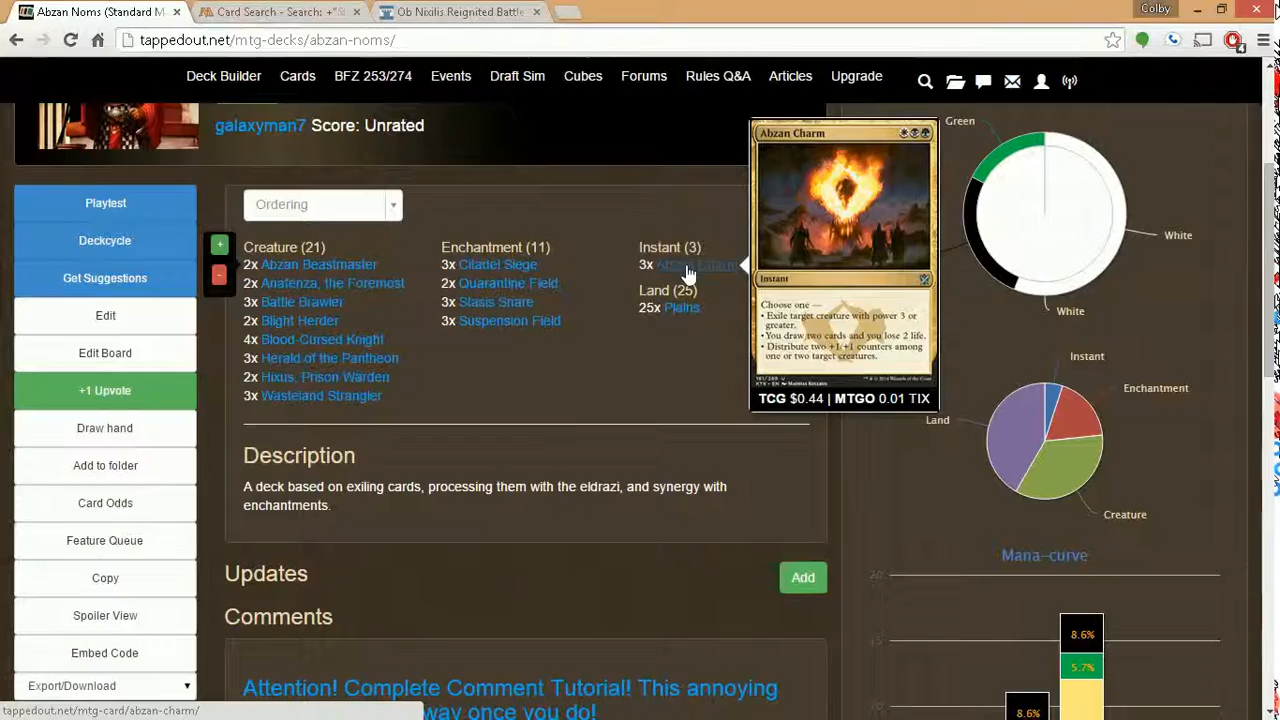 Abzan Noms (Standard M
Card Search - Search: +"S
Ob Nixilis Reignited Battle
Colby
tappedout.net/mtg-decks/abzan-noms/
4
Deck Builder Cards BFZ 253/274 Events Draft Sim Cubes Forums Rules Q&A Articles Upgrade
galaxyman7 Score: Unrated
Playtest
Deckcycle
Get Suggestions
Edit
Edit Board
+1 Upvote
Draw hand
Add to folder
Card Odds
Feature Queue
Copy
Spoiler View
Embed Code
Export/Download
Ordering
+
-
Creature (21)
2x Abzan Beastmaster
2x Anafenza, the Foremost
3x Battle Brawler
2x Blight Herder
4x Blood-Cursed Knight
3x Herald of the Pantheon
2x Hixus, Prison Warden
3x Wasteland Strangler
Enchantment (11)
3x Citadel Siege
2x Quarantine Field
3x Stasis Snare
3x Suspension Field
Instant (3)
3x Abzan Charm
Land (25)
25x Plains
Abzan Charm
Instant
Choose one —
• Exile target creature with power 3 or
greater.
• You draw two cards and you lose 2 life.
• Distribute two +1/+1 counters among
one or two target creatures.
TCG $0.44 | MTGO 0.01 TIX
Description
A deck based on exiling cards, processing them with the eldrazi, and synergy with
enchantments.
Updates
Add
Comments
Attention! Complete Comment Tutorial! This annoying
way once you do!
Green
White
White
Instant
Enchantment
Land
Creature
Mana-curve
20
8.6%
5.7%
8.6%
tappedout.net/mtg-card/abzan-charm/